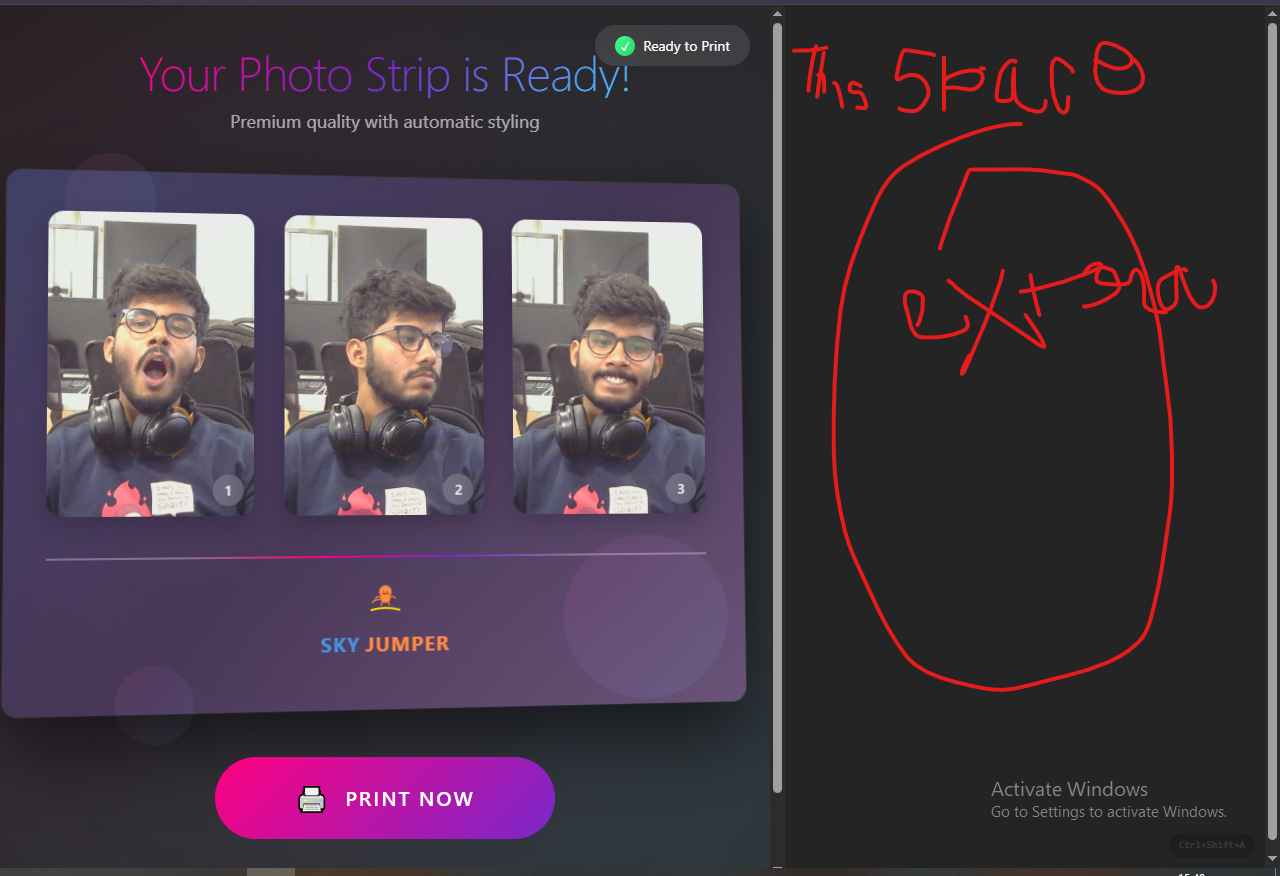 Ready to Print
Your Photo Strip is Ready!
Premium quality with automatic styling
This Space
extra
1
2
3
SKY JUMPER
PRINT NOW
Activate Windows
Go to Settings to activate Windows.
Ctrl+Shift+A